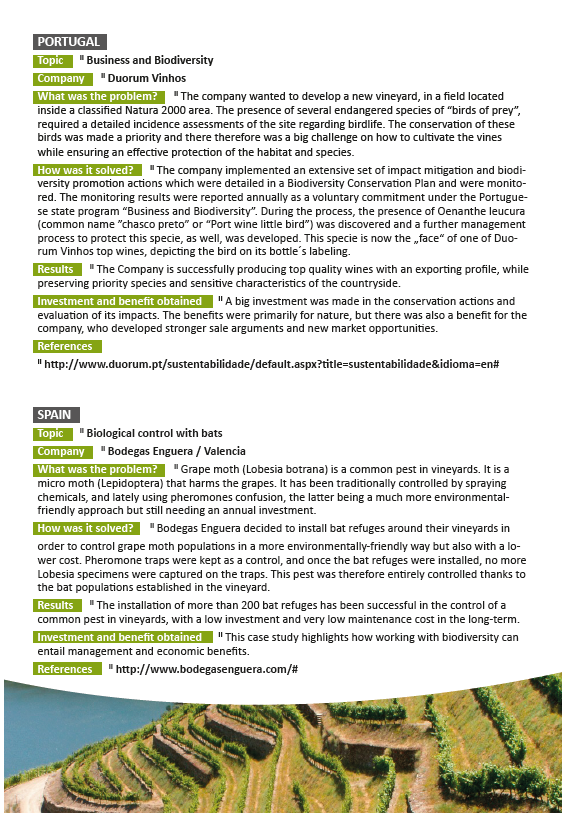 PORTUGAL
Topic " Business and Biodiversity
Company " Duorum Vinhos
What was the problem? " The company wanted to develop a new vineyard, in a field located
inside a classified Natura 2000 area. The presence of several endangered species of “birds of prey”,
required a detailed incidence assessments of the site regarding birdlife. The conservation of these
birds was made a priority and there therefore was a big challenge on how to cultivate the vines
while ensuring an effective protection of the habitat and species.
How was it solved? " The company implemented an extensive set of impact mitigation and biodi-
versity promotion actions which were detailed in a Biodiversity Conservation Plan and were monito-
red. The monitoring results were reported annually as a voluntary commitment under the Portugue-
se state program “Business and Biodiversity”. During the process, the presence of Oenanthe leucura
(common name "chasco preto” or “Port wine little bird”) was discovered and a further management
process to protect this specie, as well, was developed. This specie is now the „face“ of one of Duo-
rum Vinhos top wines, depicting the bird on its bottle´s labeling.
Results " The Company is successfully producing top quality wines with an exporting profile, while
preserving priority species and sensitive characteristics of the countryside.
Investment and benefit obtained " A big investment was made in the conservation actions and
evaluation of its impacts. The benefits were primarily for nature, but there was also a benefit for the
company, who developed stronger sale arguments and new market opportunities.
References
" http://www.duorum.pt/sustentabilidade/default.aspx?title=sustentabilidade&idioma=en#
SPAIN
Topic " Biological control with bats
Company " Bodegas Enguera / Valencia
What was the problem? " Grape moth (Lobesia botrana) is a common pest in vineyards. It is a
micro moth (Lepidoptera) that harms the grapes. It has been traditionally controlled by spraying
chemicals, and lately using pheromones confusion, the latter being a much more environmental-
friendly approach but still needing an annual investment.
How was it solved? " Bodegas Enguera decided to install bat refuges around their vineyards in
order to control grape moth populations in a more environmentally-friendly way but also with a lo-
wer cost. Pheromone traps were kept as a control, and once the bat refuges were installed, no more
Lobesia specimens were captured on the traps. This pest was therefore entirely controlled thanks to
the bat populations established in the vineyard.
Results " The installation of more than 200 bat refuges has been successful in the control of a
common pest in vineyards, with a low investment and very low maintenance cost in the long-term.
Investment and benefit obtained " This case study highlights how working with biodiversity can
entail management and economic benefits.
References " http://www.bodegasenguera.com/#